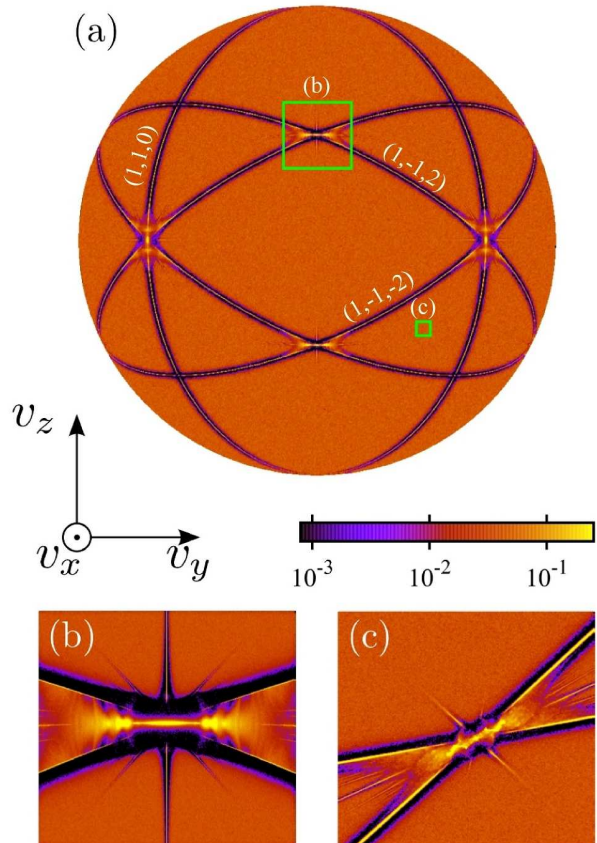 (a)
(b)
(1,1,0)
(1,-1,2)
(1,-1,-2)
(c)
v_z
v_x
v_y
10^-3
10^-2
10^-1
(b)
(c)